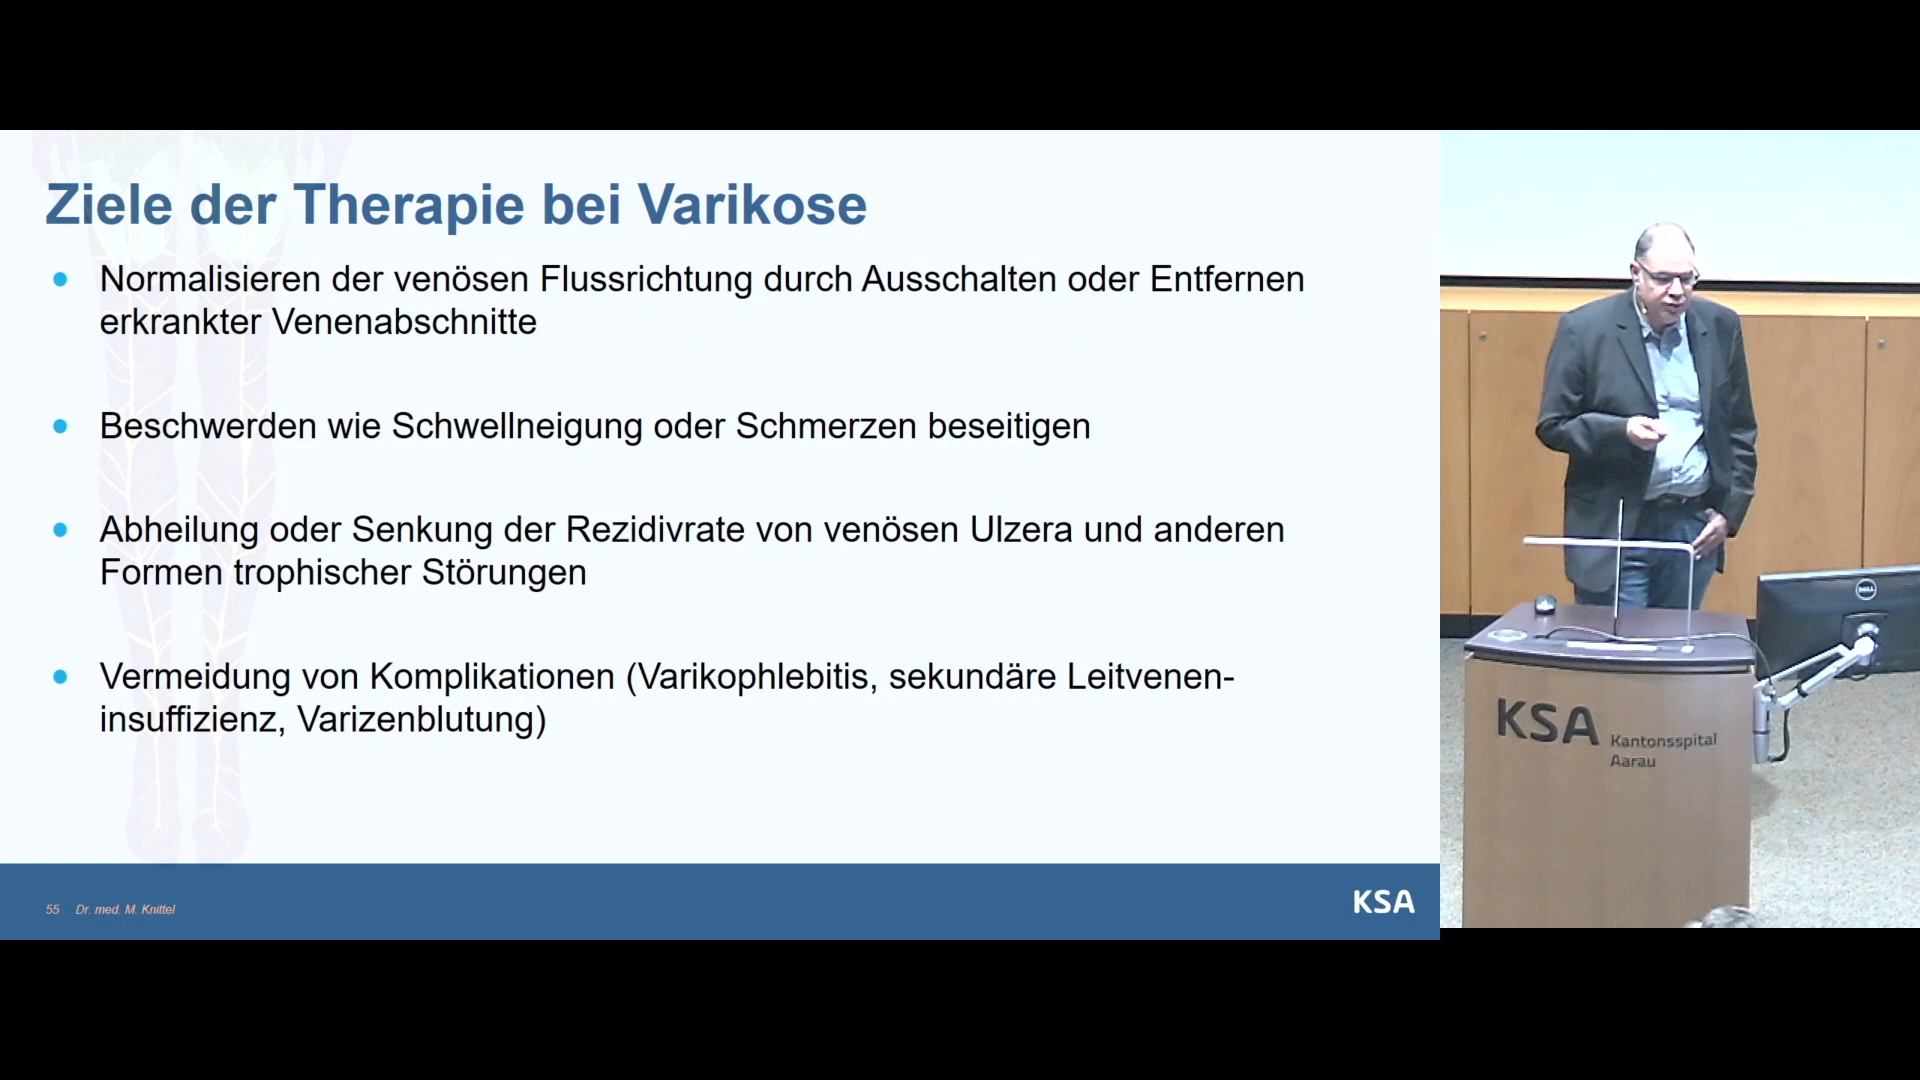 Ziele der Therapie bei Varikose
Normalisieren der venösen Flussrichtung durch Ausschalten oder Entfernen
erkrankter Venenabschnitte
Beschwerden wie Schwellneigung oder Schmerzen beseitigen
Abheilung oder Senkung der Rezidivrate von venösen Ulzera und anderen
Formen trophischer Störungen
Vermeidung von Komplikationen (Varikophlebitis, sekundäre Leitvenen-
insuffizienz, Varizenblutung)
55 Dr. med. M. Knittel
KSA
DELL
KSA Kantonsspital
Aarau